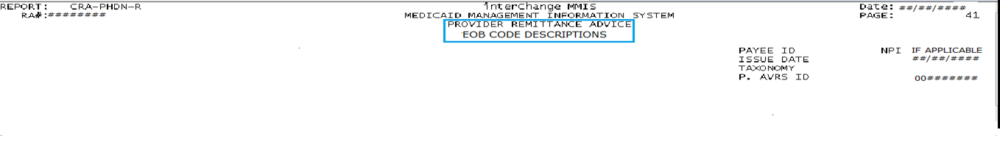 REPORT: CRA-PHDN-R interChange MMIS Date: ##/##/####
RA#:######## MEDICAID MANAGEMENT INFORMATION SYSTEM PAGE: 41
PROVIDER REMITTANCE ADVICE
EOB CODE DESCRIPTIONS
PAYEE ID NPI IF APPLICABLE
ISSUE DATE ##/##/####
TAXONOMY
P. AVRS ID 00#######